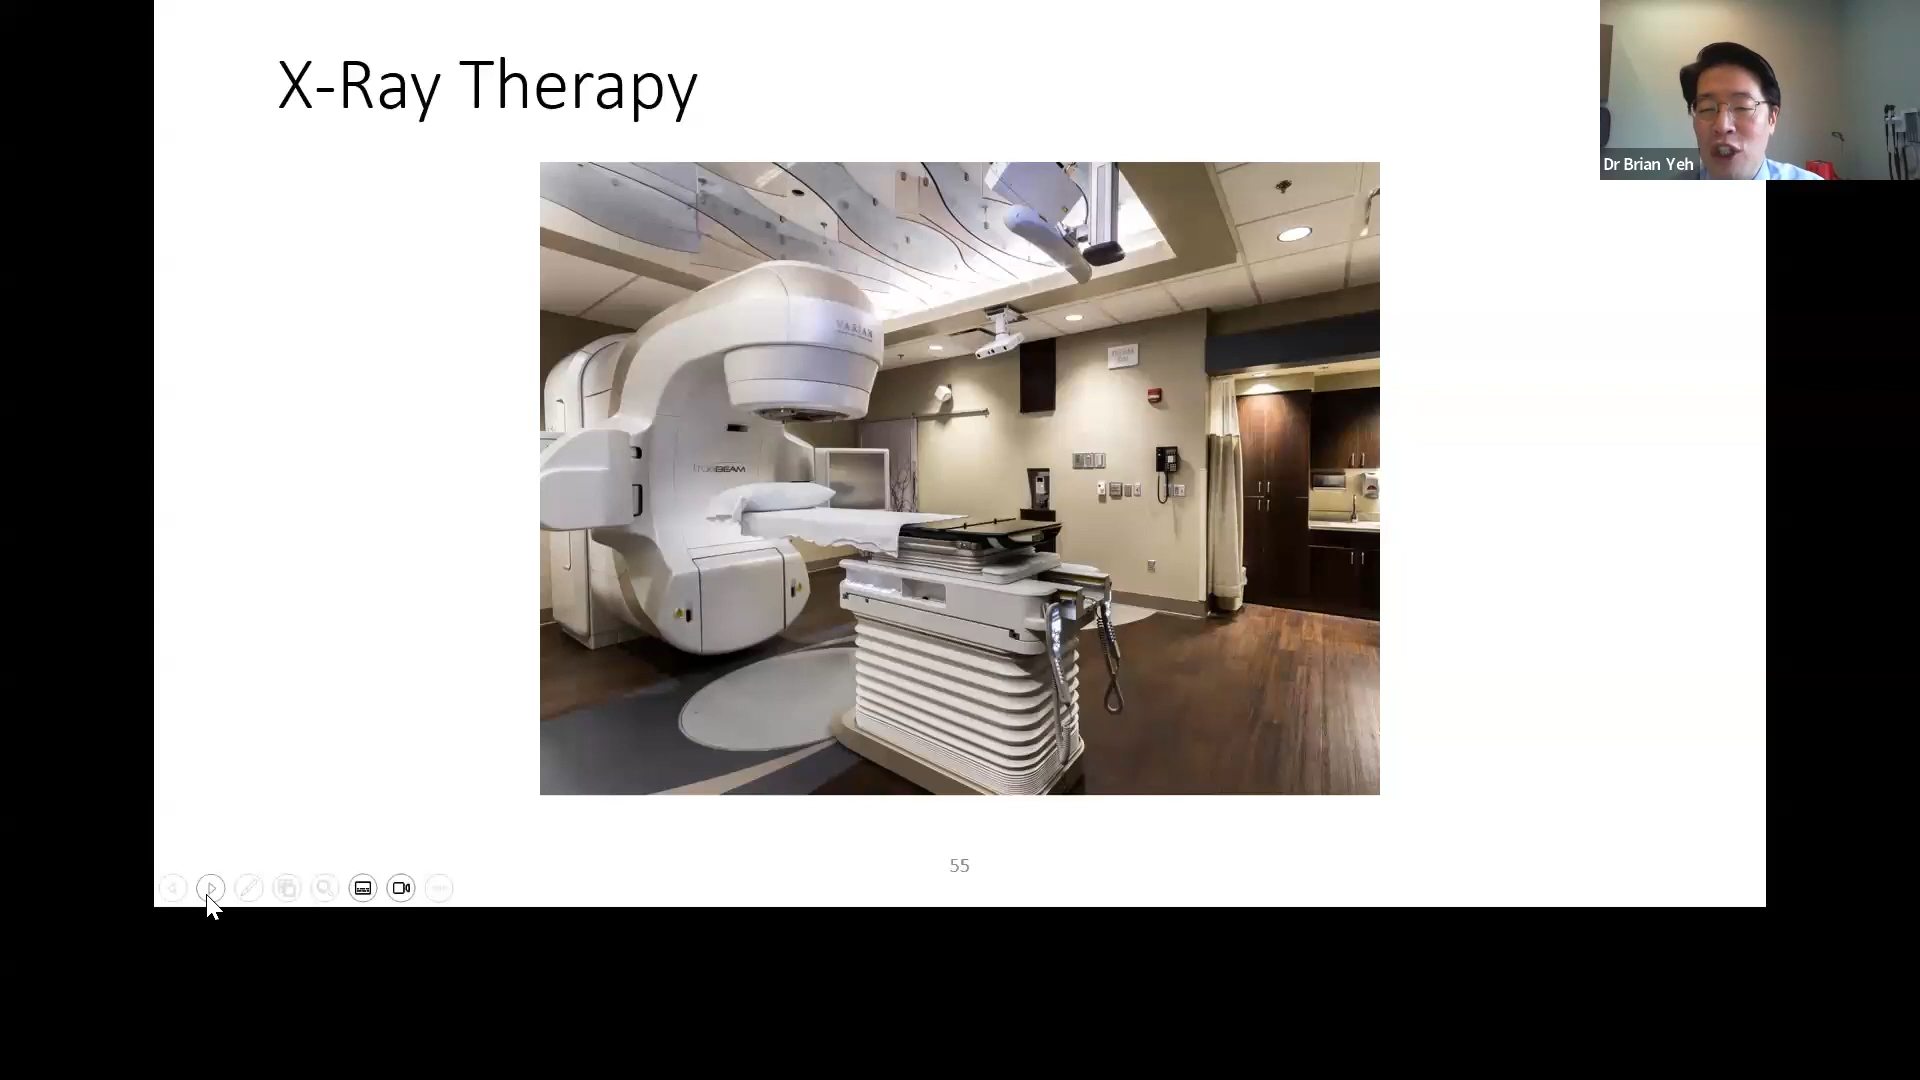 X-Ray Therapy
Dr Brian Yeh
VARIAN
TRUEBEAM
55